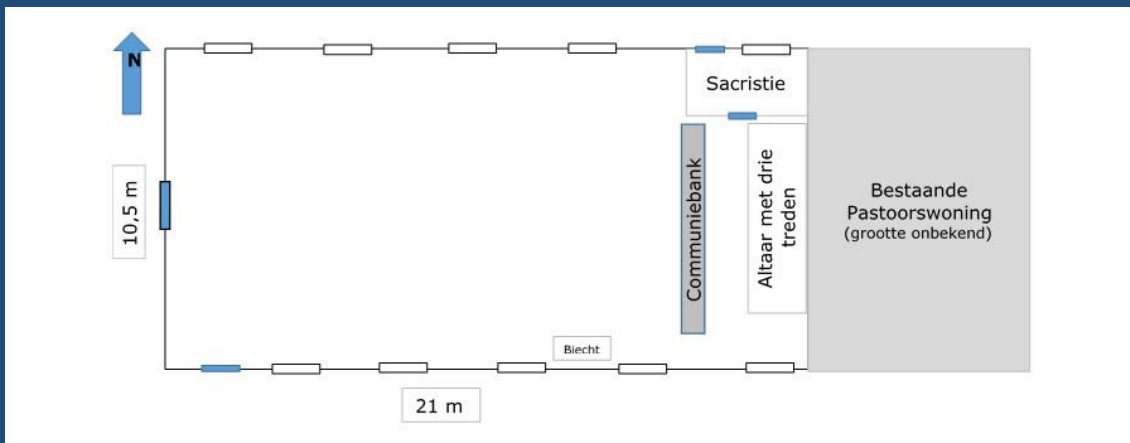 N
Sacristie
10,5 m
Communiebank
Altaar met drie
treden
Bestaande
Pastoorswoning
(grootte onbekend)
Biecht
21 m